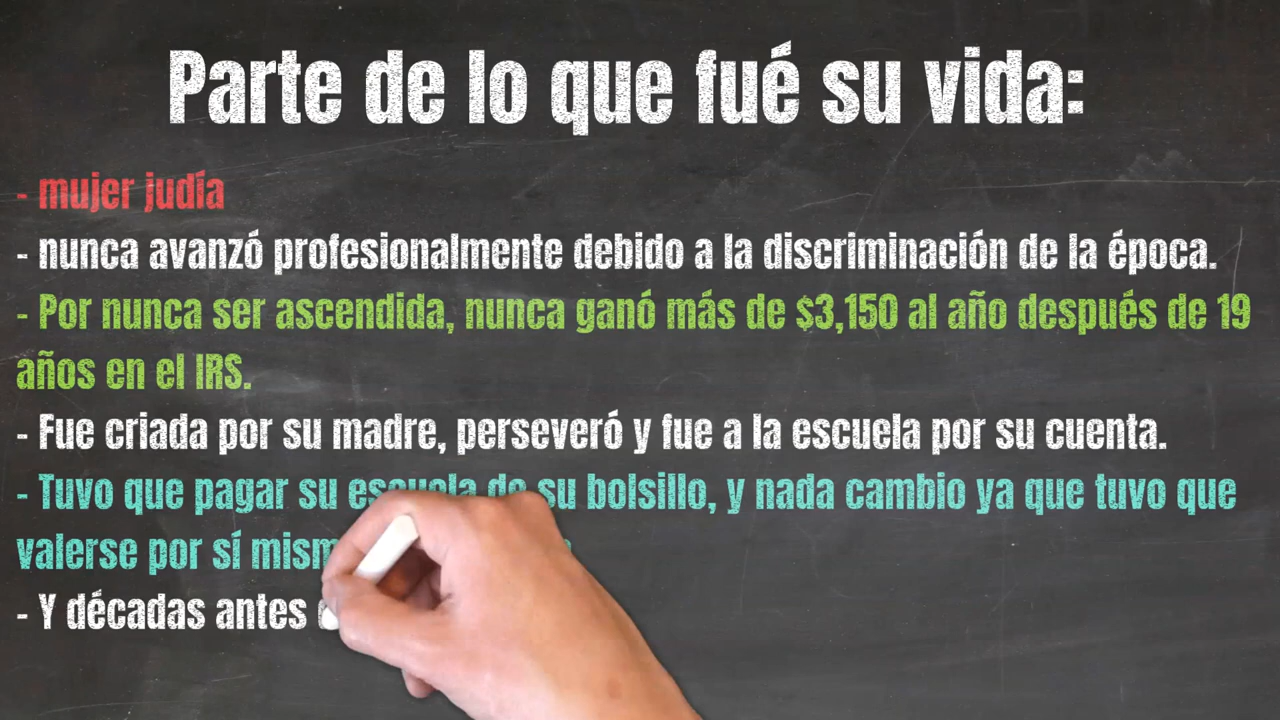 Parte de lo que fué su vida:
- mujer judía
- nunca avanzó profesionalmente debido a la discriminación de la época.
- Por nunca ser ascendida, nunca ganó más de $3,150 al año después de 19
años en el IRS.
- Fue criada por su madre, perseveró y fue a la escuela por su cuenta.
- Tuvo que pagar su escuela de su bolsillo, y nada cambio ya que tuvo que
valerse por sí
- Y décadas antes